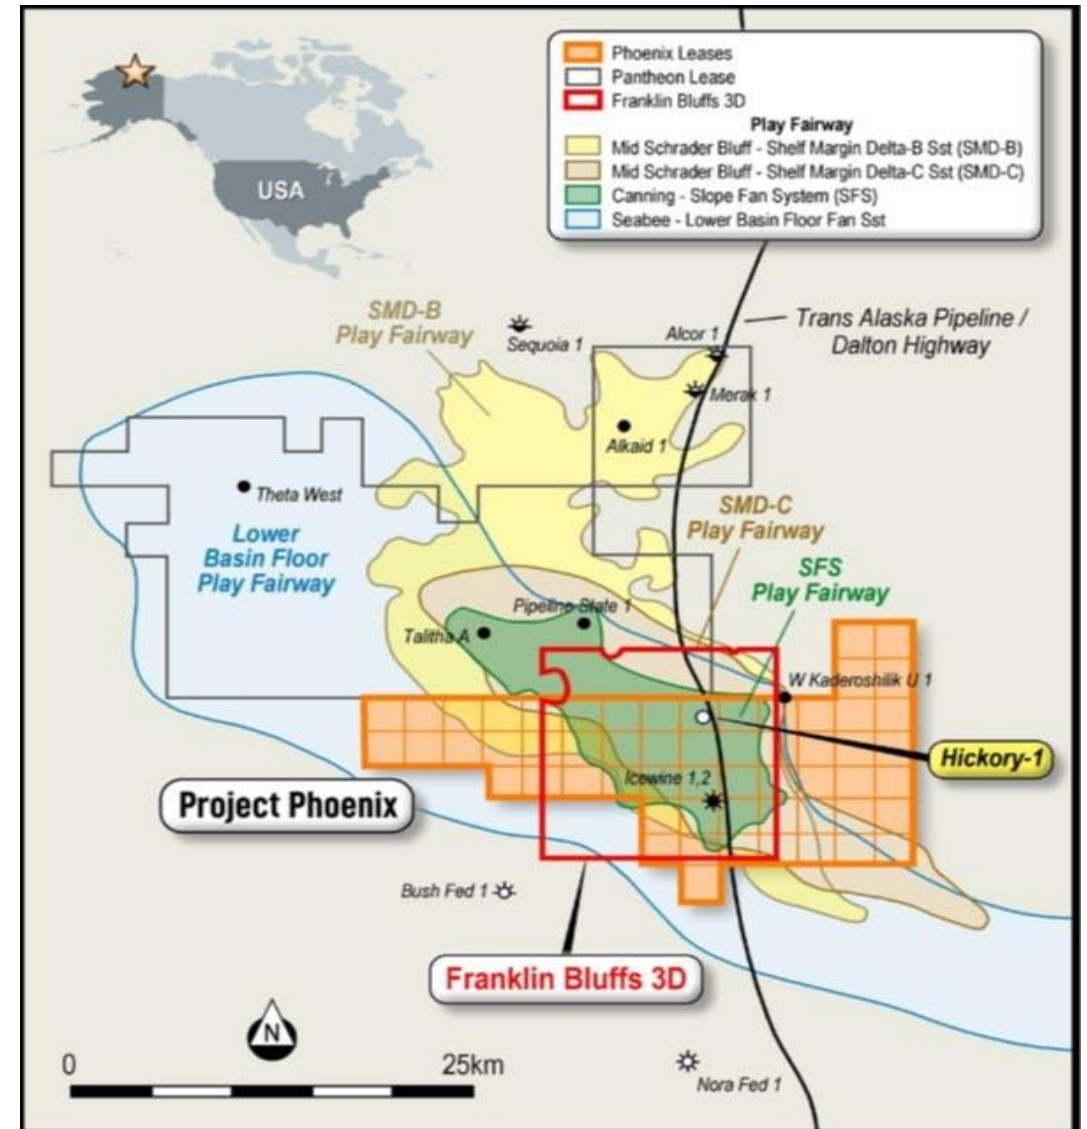 USA
Phoenix Leases
Pantheon Lease
Franklin Bluffs 3D
Play Fairway
Mid Schrader Bluff - Shelf Margin Delta-B Sst (SMD-B)
Mid Schrader Bluff - Shelf Margin Delta-C Sst (SMD-C)
Canning - Slope Fan System (SFS)
Seabee - Lower Basin Floor Fan Sst
SMD-B
Play Fairway
Sequoia 1
Alcor 1
Trans Alaska Pipeline /
Dalton Highway
Merak 1
Alkaid 1
Theta West
SMD-C
Play Fairway
Lower
Basin Floor
Play Fairway
SFS
Play Fairway
Pipeline State 1
Talitha A
W Kaderoshilik U 1
Hickory-1
Icewine 1,2
Project Phoenix
Bush Fed 1
Franklin Bluffs 3D
N
0
25km
Nora Fed 1